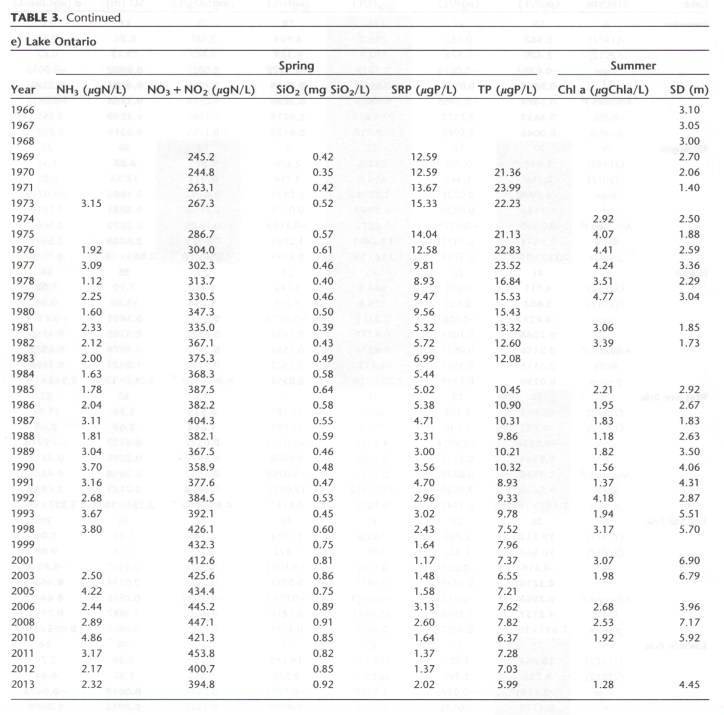 TABLE 3. Continued
e) Lake Ontario
Spring Summer
Year NH₃ (μgN/L) NO₃ + NO₂ (μgN/L) SiO₂ (mg SiO₂/L) SRP (μgP/L) TP (μgP/L) Chl a (μgChla/L) SD (m)
1966 3.10
1967 3.05
1968 3.00
1969 245.2 0.42 12.59 2.70
1970 244.8 0.35 12.59 21.36 2.06
1971 263.1 0.42 13.67 23.99 1.40
1973 3.15 267.3 0.52 15.33 22.23
1974 2.92 2.50
1975 286.7 0.57 14.04 21.13 4.07 1.88
1976 1.92 304.0 0.61 12.58 22.83 4.41 2.59
1977 3.09 302.3 0.46 9.81 23.52 4.24 3.36
1978 1.12 313.7 0.40 8.93 16.84 3.51 2.29
1979 2.25 330.5 0.46 9.47 15.53 4.77 3.04
1980 1.60 347.3 0.50 9.56 15.43
1981 2.33 335.0 0.39 5.32 13.32 3.06 1.85
1982 2.12 367.1 0.43 5.72 12.60 3.39 1.73
1983 2.00 375.3 0.49 6.99 12.08
1984 1.63 368.3 0.58 5.44
1985 1.78 387.5 0.64 5.02 10.45 2.21 2.92
1986 2.04 382.2 0.58 5.38 10.90 1.95 2.67
1987 3.11 404.3 0.55 4.71 10.31 1.83 1.83
1988 1.81 382.1 0.59 3.31 9.86 1.18 2.63
1989 3.04 367.5 0.46 3.00 10.21 1.82 3.50
1990 3.70 358.9 0.48 3.56 10.32 1.56 4.06
1991 3.16 377.6 0.47 4.70 8.93 1.37 4.31
1992 2.68 384.5 0.53 2.96 9.33 4.18 2.87
1993 3.67 392.1 0.45 3.02 9.78 1.94 5.51
1998 3.80 426.1 0.60 2.43 7.52 3.17 5.70
1999 432.3 0.75 1.64 7.96
2001 412.6 0.81 1.17 7.37 3.07 6.90
2003 2.50 425.6 0.86 1.48 6.55 1.98 6.79
2005 4.22 434.4 0.75 1.58 7.21
2006 2.44 445.2 0.89 3.13 7.62 2.68 3.96
2008 2.89 447.1 0.91 2.60 7.82 2.53 7.17
2010 4.86 421.3 0.85 1.64 6.37 1.92 5.92
2011 3.17 453.8 0.82 1.37 7.28
2012 2.17 400.7 0.85 1.37 7.03
2013 2.32 394.8 0.92 2.02 5.99 1.28 4.45